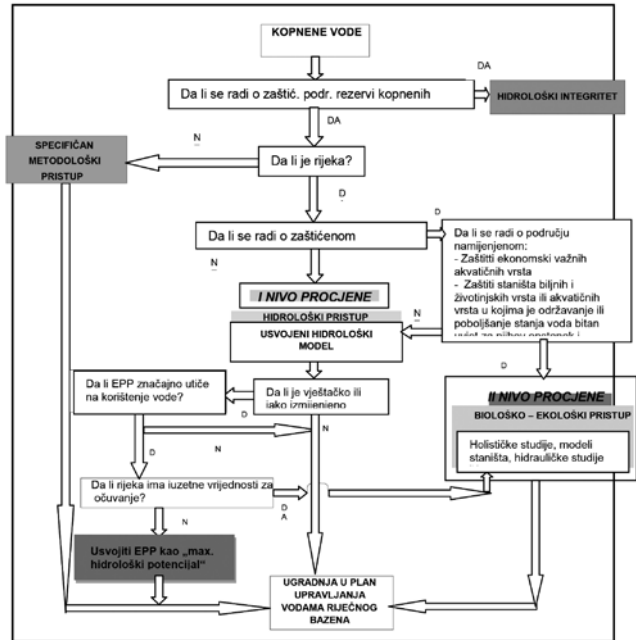 KOPNENE VODE
DA
Da li se radi o zaštić. podr. rezervi kopnenih
HIDROLOŠKI INTEGRITET
DA
N
SPECIFIČAN
METODOLOŠKI
PRISTUP
Da li je rijeka?
D
Da li se radi o zaštićenom
D
Da li se radi o području
namijenjenom:
- Zaštitti ekonomski važnih
akvatičnih vrsta
- Zaštiti staništa biljnih i
životinjskih vrsta ili akvatičnih
vrsta u kojima je održavanje ili
poboljšanje stanja voda bitan
N
I NIVO PROCJENE
HIDROLOŠKI PRISTUP
USVOJENI HIDROLOŠKI
MODEL
N
D
Da li EPP značajno utiče
na korištenje vode?
D
Da li je vještačko ili
jako izmijenjeno
II NIVO PROCJENE
BIOLOŠKO – EKOLOŠKI PRISTUP
Holističke studije, modeli
staništa, hidrauličke studije
N
D
N
Da li rijeka ima iuzetne vrijednosti za
očuvanje?
D
A
N
Usvojiti EPP kao „max.
hidrološki potencijal“
UGRADNJA U PLAN
UPRAVLJANJA
VODAMA RIJEČNOG
BAZENA